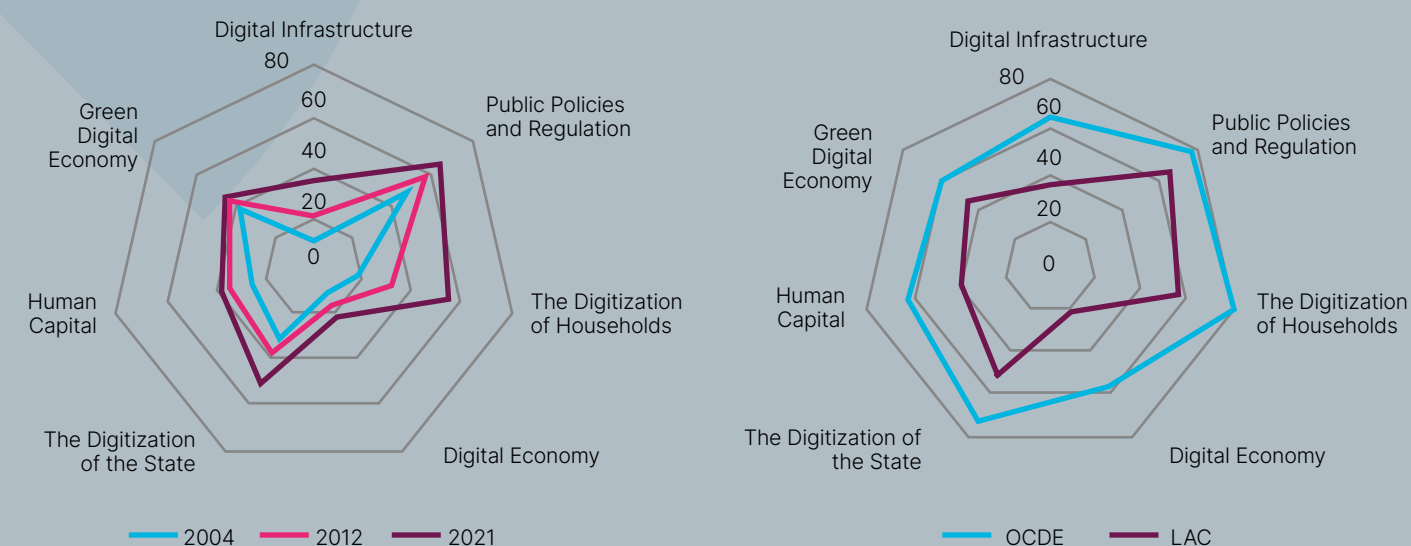 Digital Infrastructure
80
60
40
20
0
Public Policies
and Regulation
The Digitization
of Households
Digital Economy
The Digitization
of the State
Human
Capital
Green
Digital
Economy
2004
2012
2021
Digital Infrastructure
80
60
40
20
0
Public Policies
and Regulation
The Digitization
of Households
Digital Economy
The Digitization of
the State
Human
Capital
Green
Digital
Economy
OCDE
LAC